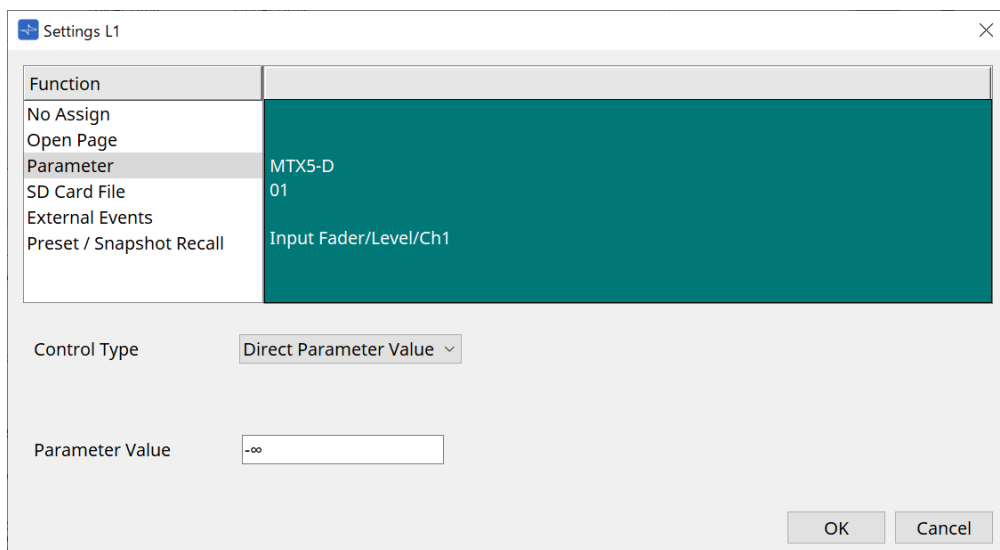 Settings L1
Function
No Assign
Open Page
Parameter
SD Card File
External Events
Preset / Snapshot Recall
MTX5-D
01
Input Fader/Level/Ch1
Control Type
Direct Parameter Value
Parameter Value
-∞
OK
Cancel